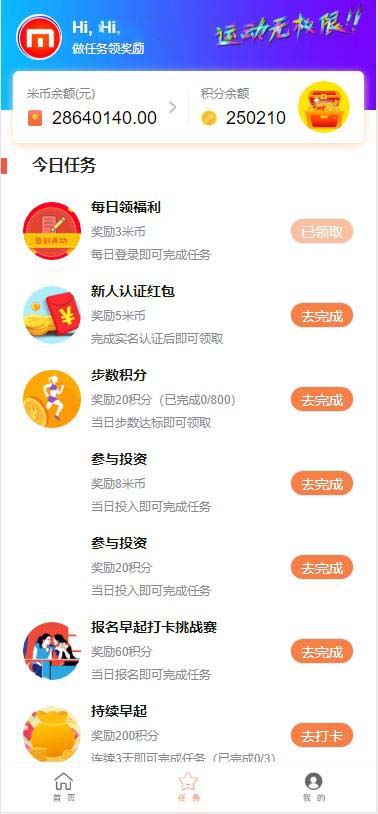 Hi, Hi,
做任务领奖励
运动无极限!!
米币余额(元)
28640140.00
积分余额
250210
今日任务
每日领福利
奖励3米币
每日登录即可完成任务
已领取
签到成功
新人认证红包
奖励5米币
完成实名认证后即可领取
去完成
步数积分
奖励20积分（已完成0/800）
当日步数达标即可领取
去完成
参与投资
奖励8米币
当日投入即可完成任务
去完成
参与投资
奖励20积分
当日投入即可完成任务
去完成
报名早起打卡挑战赛
奖励60积分
当日报名即可完成任务
去完成
持续早起
奖励200积分
连续3天即可完成任务（已完成0/3）
去打卡
首 页
任 务
我 的